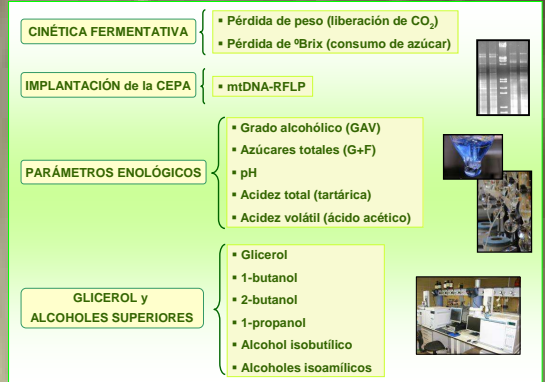 CINÉTICA FERMENTATIVA
▪ Pérdida de peso (liberación de CO₂)
▪ Pérdida de ºBrix (consumo de azúcar)
IMPLANTACIÓN de la CEPA
▪ mtDNA-RFLP
PARÁMETROS ENOLÓGICOS
▪ Grado alcohólico (GAV)
▪ Azúcares totales (G+F)
▪ pH
▪ Acidez total (tartárica)
▪ Acidez volátil (ácido acético)
GLICEROL y
ALCOHOLES SUPERIORES
▪ Glicerol
▪ 1-butanol
▪ 2-butanol
▪ 1-propanol
▪ Alcohol isobutílico
▪ Alcoholes isoamílicos